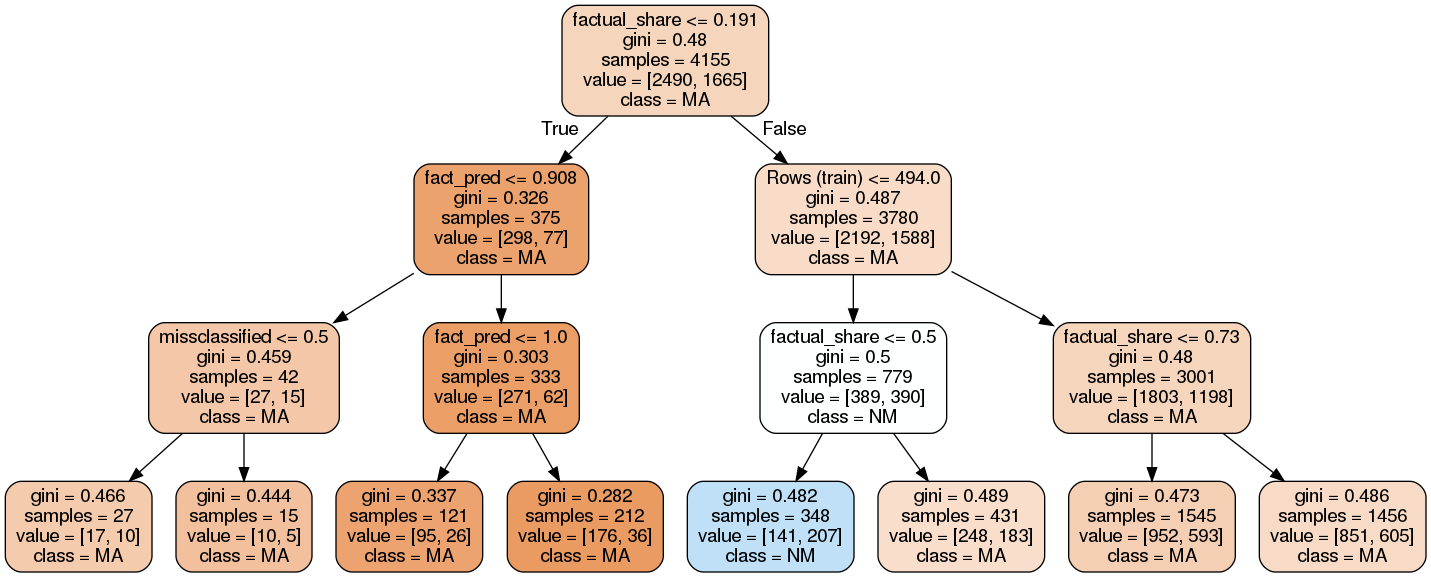 factual_share <= 0.191
gini = 0.48
samples = 4155
value = [2490, 1665]
class = MA
True
False
fact_pred <= 0.908
gini = 0.326
samples = 375
value = [298, 77]
class = MA
Rows (train) <= 494.0
gini = 0.487
samples = 3780
value = [2192, 1588]
class = MA
missclassified <= 0.5
gini = 0.459
samples = 42
value = [27, 15]
class = MA
fact_pred <= 1.0
gini = 0.303
samples = 333
value = [271, 62]
class = MA
factual_share <= 0.5
gini = 0.5
samples = 779
value = [389, 390]
class = NM
factual_share <= 0.73
gini = 0.48
samples = 3001
value = [1803, 1198]
class = MA
gini = 0.466
samples = 27
value = [17, 10]
class = MA
gini = 0.444
samples = 15
value = [10, 5]
class = MA
gini = 0.337
samples = 121
value = [95, 26]
class = MA
gini = 0.282
samples = 212
value = [176, 36]
class = MA
gini = 0.482
samples = 348
value = [141, 207]
class = NM
gini = 0.489
samples = 431
value = [248, 183]
class = MA
gini = 0.473
samples = 1545
value = [952, 593]
class = MA
gini = 0.486
samples = 1456
value = [851, 605]
class = MA